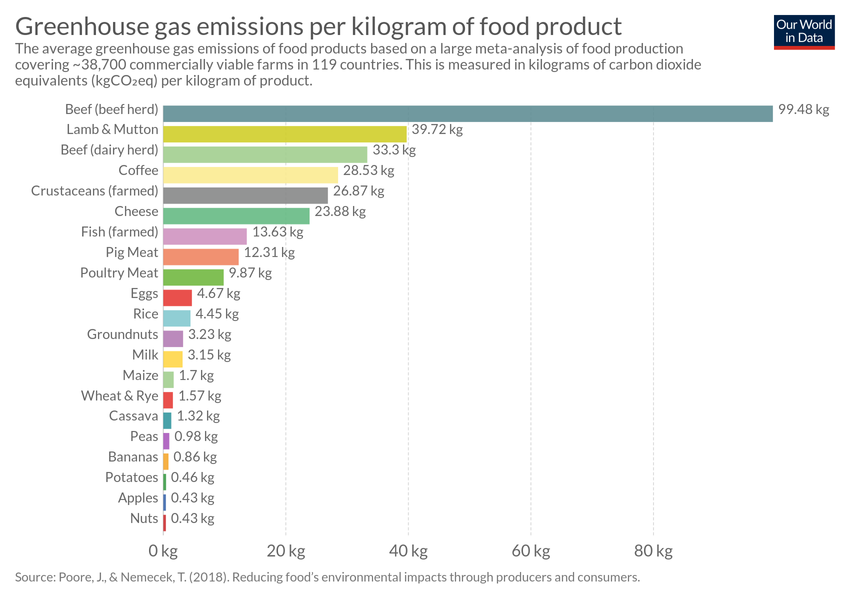 Greenhouse gas emissions per kilogram of food product
Our World
in Data
The average greenhouse gas emissions of food products based on a large meta-analysis of food production
covering ~38,700 commercially viable farms in 119 countries. This is measured in kilograms of carbon dioxide
equivalents (kgCO₂eq) per kilogram of product.
Beef (beef herd) 99.48 kg
Lamb & Mutton 39.72 kg
Beef (dairy herd) 33.3 kg
Coffee 28.53 kg
Crustaceans (farmed) 26.87 kg
Cheese 23.88 kg
Fish (farmed) 13.63 kg
Pig Meat 12.31 kg
Poultry Meat 9.87 kg
Eggs 4.67 kg
Rice 4.45 kg
Groundnuts 3.23 kg
Milk 3.15 kg
Maize 1.7 kg
Wheat & Rye 1.57 kg
Cassava 1.32 kg
Peas 0.98 kg
Bananas 0.86 kg
Potatoes 0.46 kg
Apples 0.43 kg
Nuts 0.43 kg
0 kg 20 kg 40 kg 60 kg 80 kg
Source: Poore, J., & Nemecek, T. (2018). Reducing food's environmental impacts through producers and consumers.